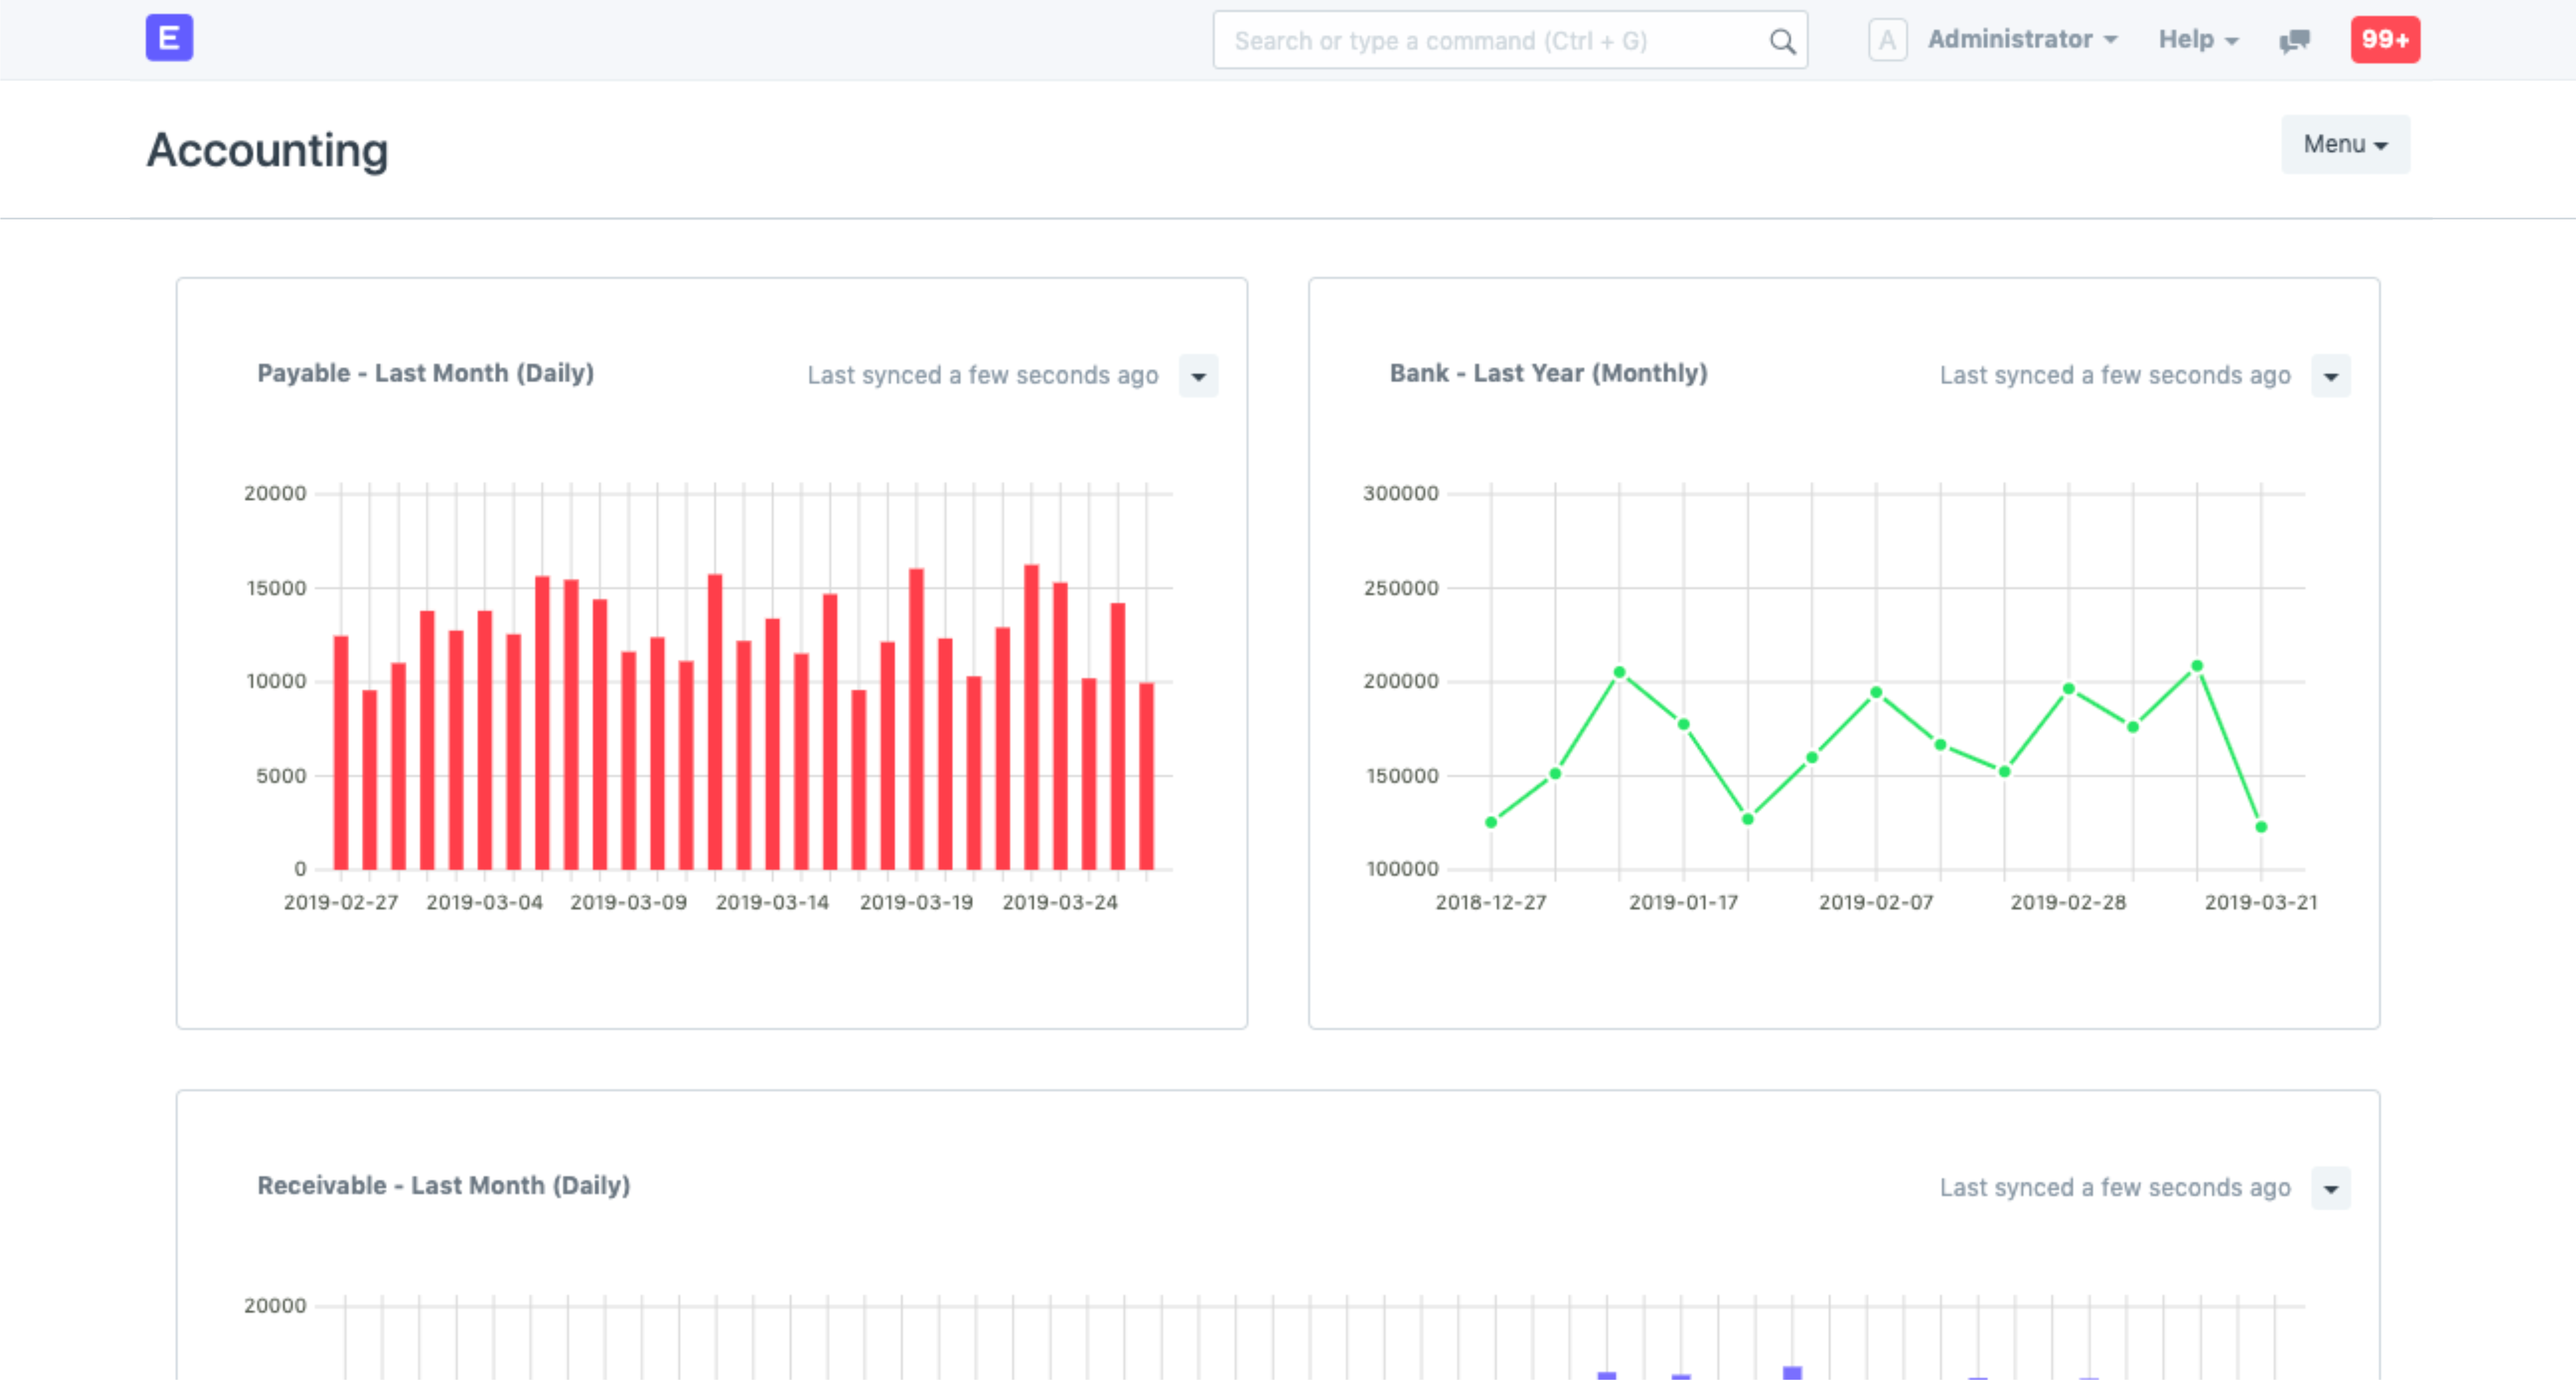 E
Search or type a command (Ctrl + G)
A Administrator Help 99+
Accounting
Menu
Payable - Last Month (Daily)
Last synced a few seconds ago
20000
15000
10000
5000
0
2019-02-27 2019-03-04 2019-03-09 2019-03-14 2019-03-19 2019-03-24
Bank - Last Year (Monthly)
Last synced a few seconds ago
300000
250000
200000
150000
100000
2018-12-27 2019-01-17 2019-02-07 2019-02-28 2019-03-21
Receivable - Last Month (Daily)
Last synced a few seconds ago
20000